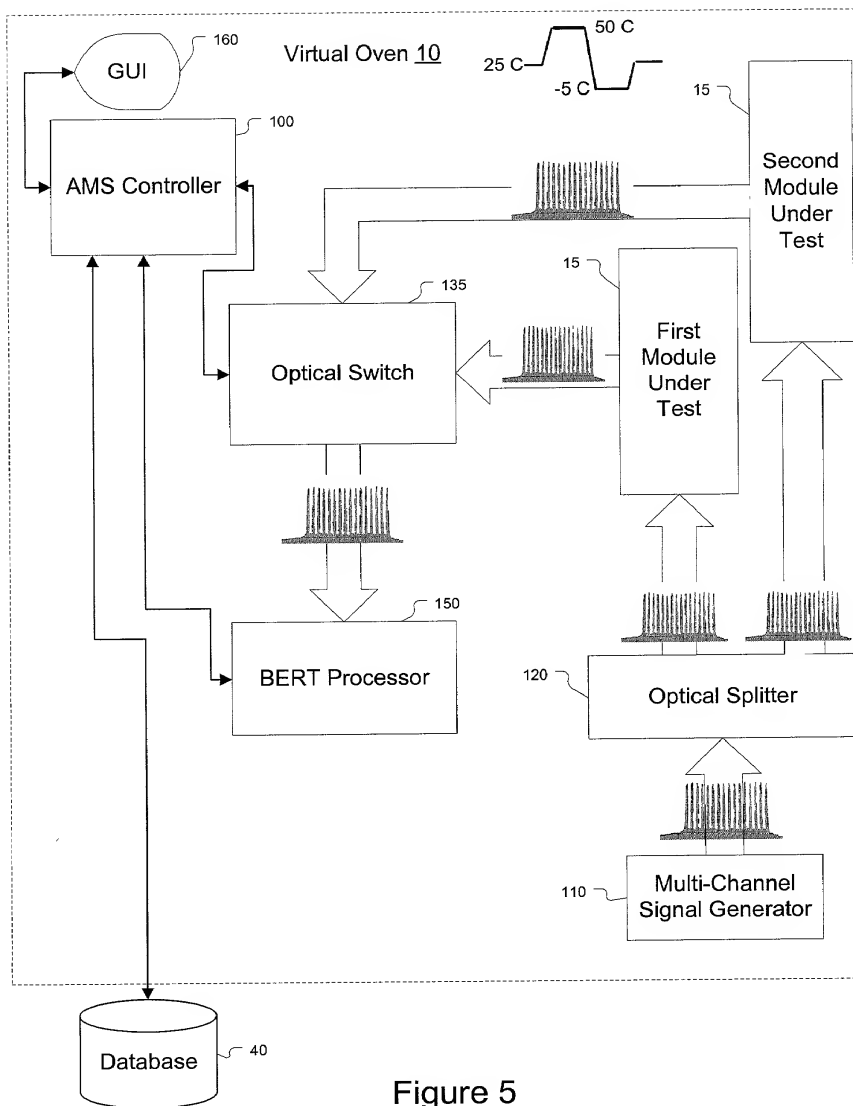 160
GUI
Virtual Oven 10
50 C
25 C
-5 C
15
100
AMS Controller
Second
Module
Under
Test
15
135
Optical Switch
First
Module
Under
Test
150
BERT Processor
120
Optical Splitter
110
Multi-Channel
Signal Generator
Database
40
Figure 5